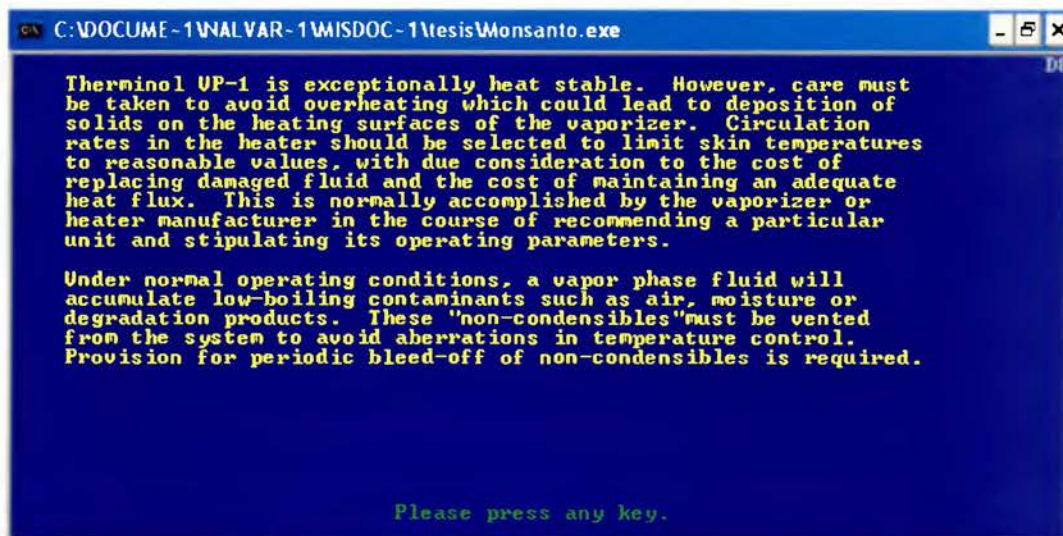 C:\DOCUME~1\NALVAR~1\MISDOC~1\tesis\Monsanto.exe
Therminol VP-1 is exceptionally heat stable.  However, care must
be taken to avoid overheating which could lead to deposition of
solids on the heating surfaces of the vaporizer.  Circulation
rates in the heater should be selected to limit skin temperatures
to reasonable values, with due consideration to the cost of
replacing damaged fluid and the cost of maintaining an adequate
heat flux.  This is normally accomplished by the vaporizer or
heater manufacturer in the course of recommending a particular
unit and stipulating its operating parameters.
Under normal operating conditions, a vapor phase fluid will
accumulate low-boiling contaminants such as air, moisture or
degradation products.  These "non-condensibles"must be vented
from the system to avoid aberrations in temperature control.
Provision for periodic bleed-off of non-condensibles is required.
Please press any key.